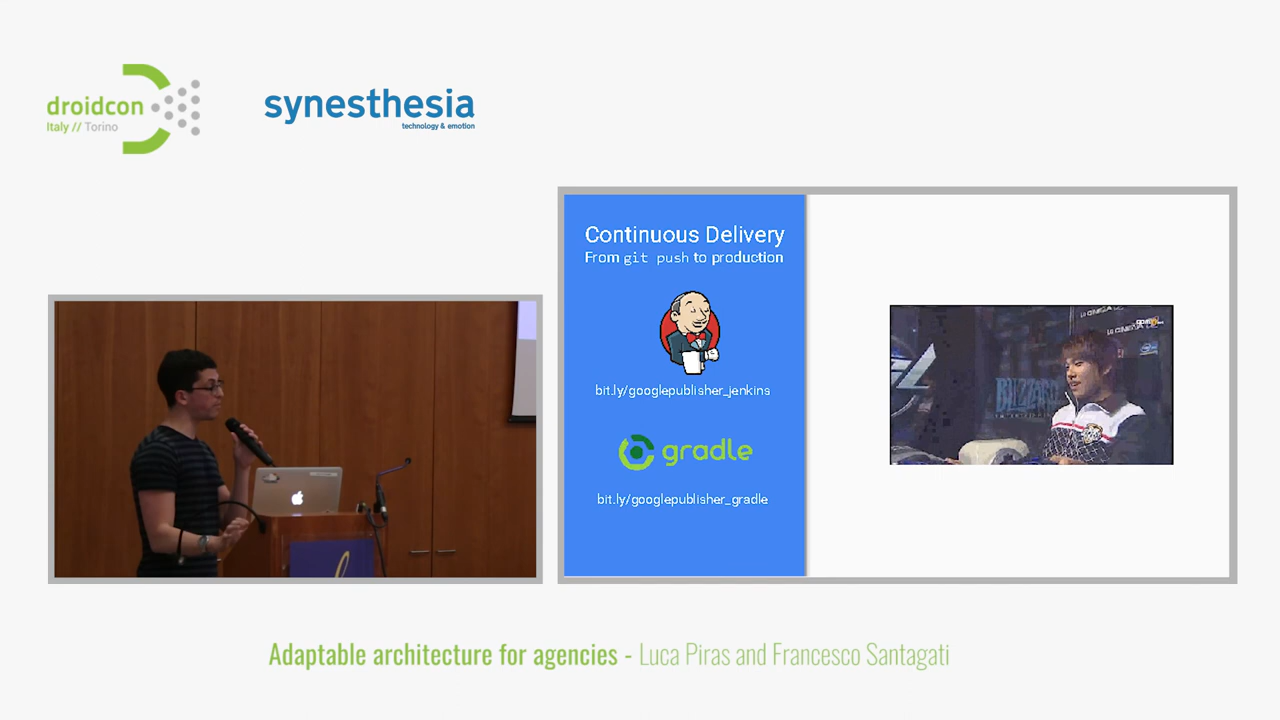 droidcon
Italy // Torino
synesthesia
technology & emotion
Continuous Delivery
From git push to production
bit.ly/googlepublisher_jenkins
gradle
bit.ly/googlepublisher_gradle
BLIZZARD
Adaptable architecture for agencies - Luca Piras and Francesco Santagati